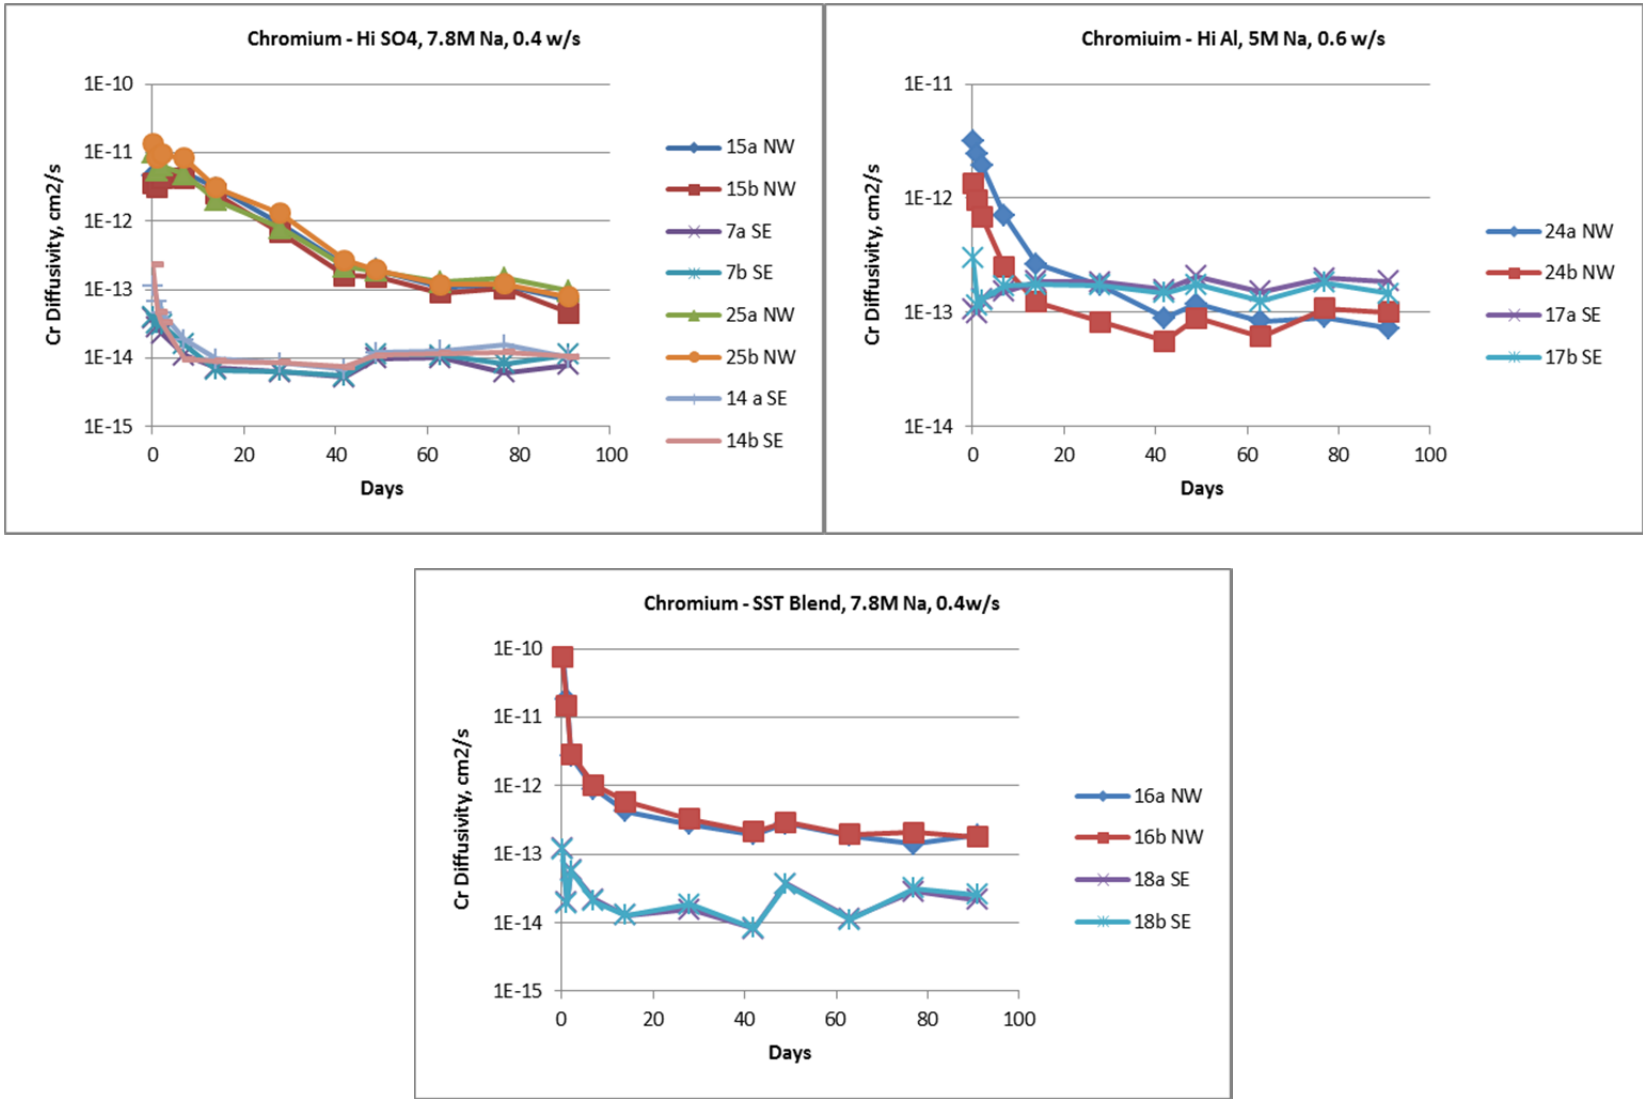 Chromium - Hi SO4, 7.8M Na, 0.4 w/s
1E-10
1E-11
1E-12
1E-13
1E-14
1E-15
Cr Diffusivity, cm2/s
0 20 40 60 80 100
Days
15a NW
15b NW
7a SE
7b SE
25a NW
25b NW
14 a SE
14b SE
Chromiuim - Hi Al, 5M Na, 0.6 w/s
1E-11
1E-12
1E-13
1E-14
Cr Diffusivity, cm2/s
0 20 40 60 80 100
Days
24a NW
24b NW
17a SE
17b SE
Chromium - SST Blend, 7.8M Na, 0.4w/s
1E-10
1E-11
1E-12
1E-13
1E-14
1E-15
Cr Diffusivity, cm2/s
0 20 40 60 80 100
Days
16a NW
16b NW
18a SE
18b SE